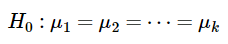 H₀ : μ₁ = μ₂ = ⋯ = μₖ